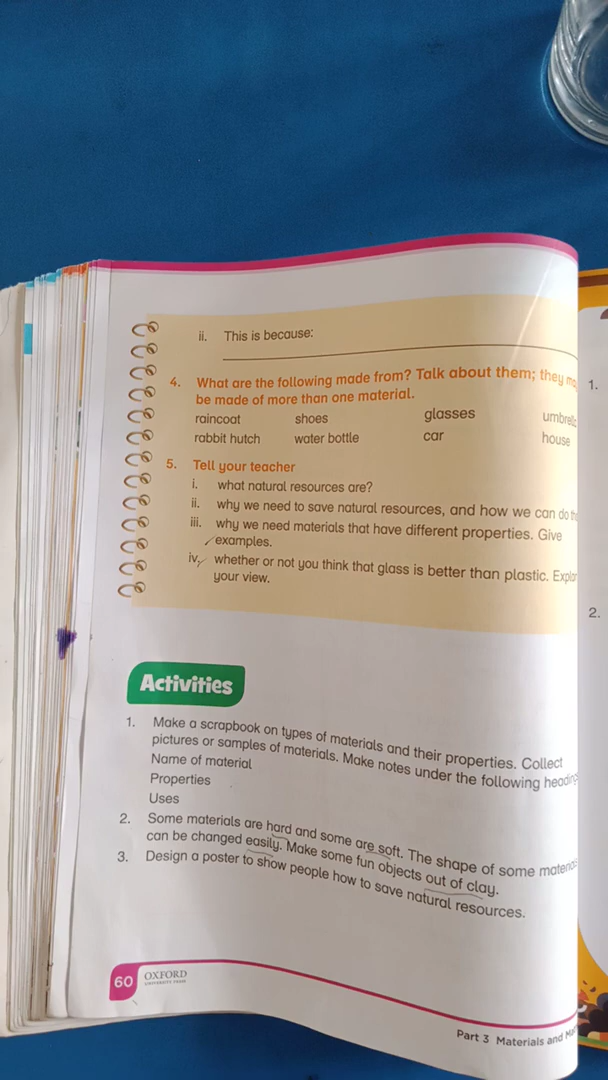 ii. This is because:
4. What are the following made from? Talk about them; they
be made of more than one material.
raincoat shoes glasses umbrella
rabbit hutch water bottle car house
5. Tell your teacher
i. what natural resources are?
ii. why we need to save natural resources, and how we can do
iii. why we need materials that have different properties. Give
examples.
iv. whether or not you think that glass is better than plastic. Explain
your view.
Activities
1. Make a scrapbook on types of materials and their properties. Collect
pictures or samples of materials. Make notes under the following
Name of material
Properties
Uses
2. Some materials are hard and some are soft. The shape of some
can be changed easily. Make some fun objects out of clay.
3. Design a poster to show people how to save natural resources.
60 OXFORD
UNIVERSITY PRESS
Part 3 Materials and
1.
2.